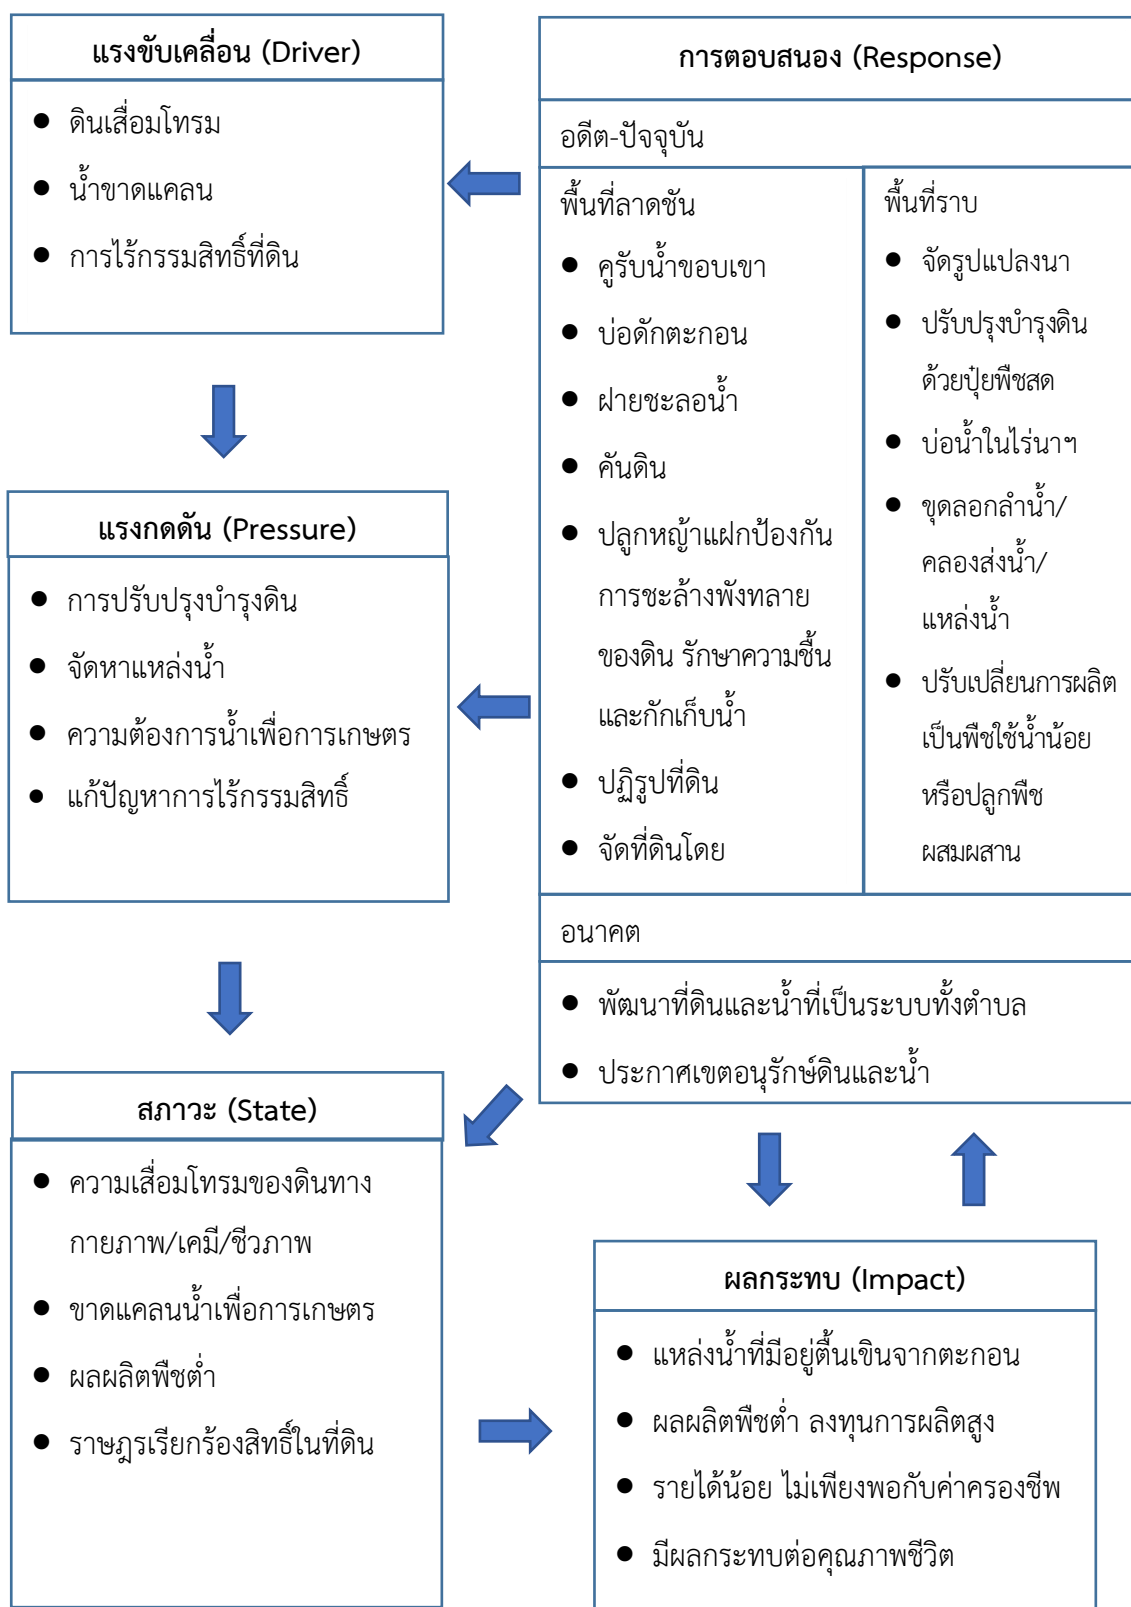 แรงขับเคลื่อน (Driver)
ดินเสื่อมโทรม
น้ำขาดแคลน
การไร้กรรมสิทธิ์ที่ดิน
แรงกดดัน (Pressure)
การปรับปรุงบำรุงดิน
จัดหาแหล่งน้ำ
ความต้องการน้ำเพื่อการเกษตร
แก้ปัญหาการไร้กรรมสิทธิ์
สภาวะ (State)
ความเสื่อมโทรมของดินทาง
กายภาพ/เคมี/ชีวภาพ
ขาดแคลนน้ำเพื่อการเกษตร
ผลผลิตพืชต่ำ
ราษฎรเรียกร้องสิทธิ์ในที่ดิน
การตอบสนอง (Response)
อดีต-ปัจจุบัน
พื้นที่ลาดชัน
คูรับน้ำขอบเขา
บ่อดักตะกอน
ฝายชะลอน้ำ
คันดิน
ปลูกหญ้าแฝกป้องกัน
การชะล้างพังทลาย
ของดิน รักษาความชื้น
และกักเก็บน้ำ
ปฏิรูปที่ดิน
จัดที่ดินโดย
พื้นที่ราบ
จัดรูปแปลงนา
ปรับปรุงบำรุงดิน
ด้วยปุ๋ยพืชสด
บ่อน้ำในไร่นาฯ
ขุดลอกลำน้ำ/
คลองส่งน้ำ/
แหล่งน้ำ
ปรับเปลี่ยนการผลิต
เป็นพืชใช้น้ำน้อย
หรือปลูกพืช
ผสมผสาน
อนาคต
พัฒนาที่ดินและน้ำที่เป็นระบบทั้งตำบล
ประกาศเขตอนุรักษ์ดินและน้ำ
ผลกระทบ (Impact)
แหล่งน้ำที่มีอยู่ตื้นเขินจากตะกอน
ผลผลิตพืชต่ำ ลงทุนการผลิตสูง
รายได้น้อย ไม่เพียงพอกับค่าครองชีพ
มีผลกระทบต่อคุณภาพชีวิต